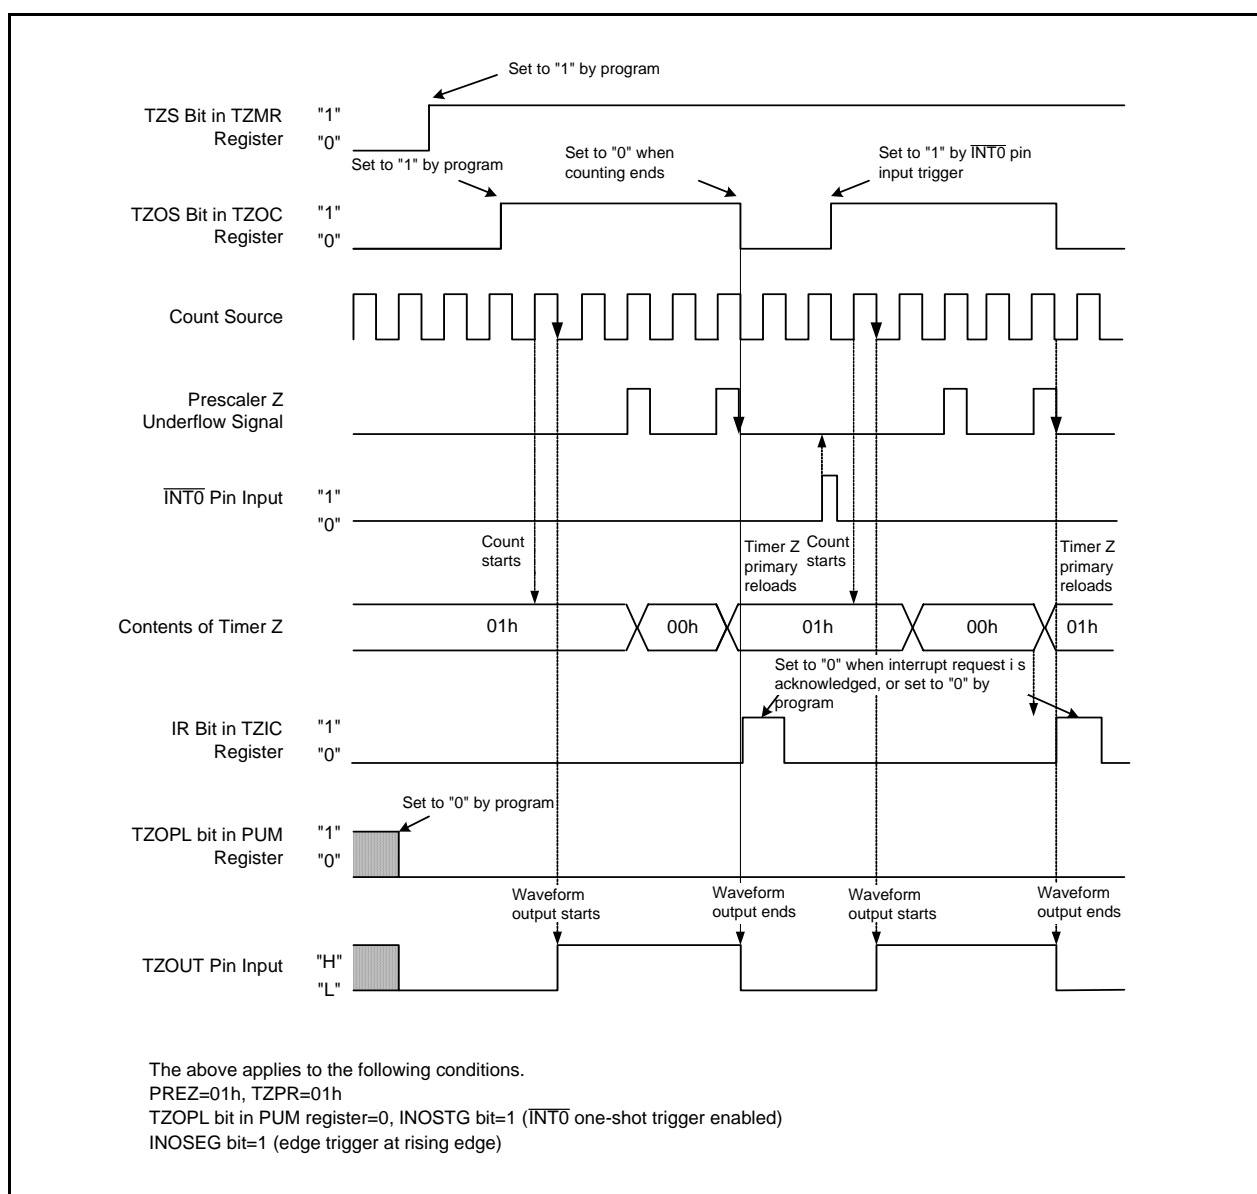 Set to "1" by program
TZS Bit in TZMR
Register
"1"
"0"
Set to "1" by program
Set to "0" when
counting ends
Set to "1" by INT0 pin
input trigger
TZOS Bit in TZOC
Register
"1"
"0"
Count Source
Prescaler Z
Underflow Signal
INT0 Pin Input
"1"
"0"
Count
starts
Timer Z
primary
reloads
Count
starts
Timer Z
primary
reloads
Contents of Timer Z
01h
00h
01h
00h
01h
Set to "0" when interrupt request i s
acknowledged, or set to "0" by
program
IR Bit in TZIC
Register
"1"
"0"
Set to "0" by program
TZOPL bit in PUM
Register
"1"
"0"
Waveform
output starts
Waveform
output ends
Waveform
output starts
Waveform
output ends
TZOUT Pin Input
"H"
"L"
The above applies to the following conditions.
PREZ=01h, TZPR=01h
TZOPL bit in PUM register=0, INOSTG bit=1 (INT0 one-shot trigger enabled)
INOSEG bit=1 (edge trigger at rising edge)